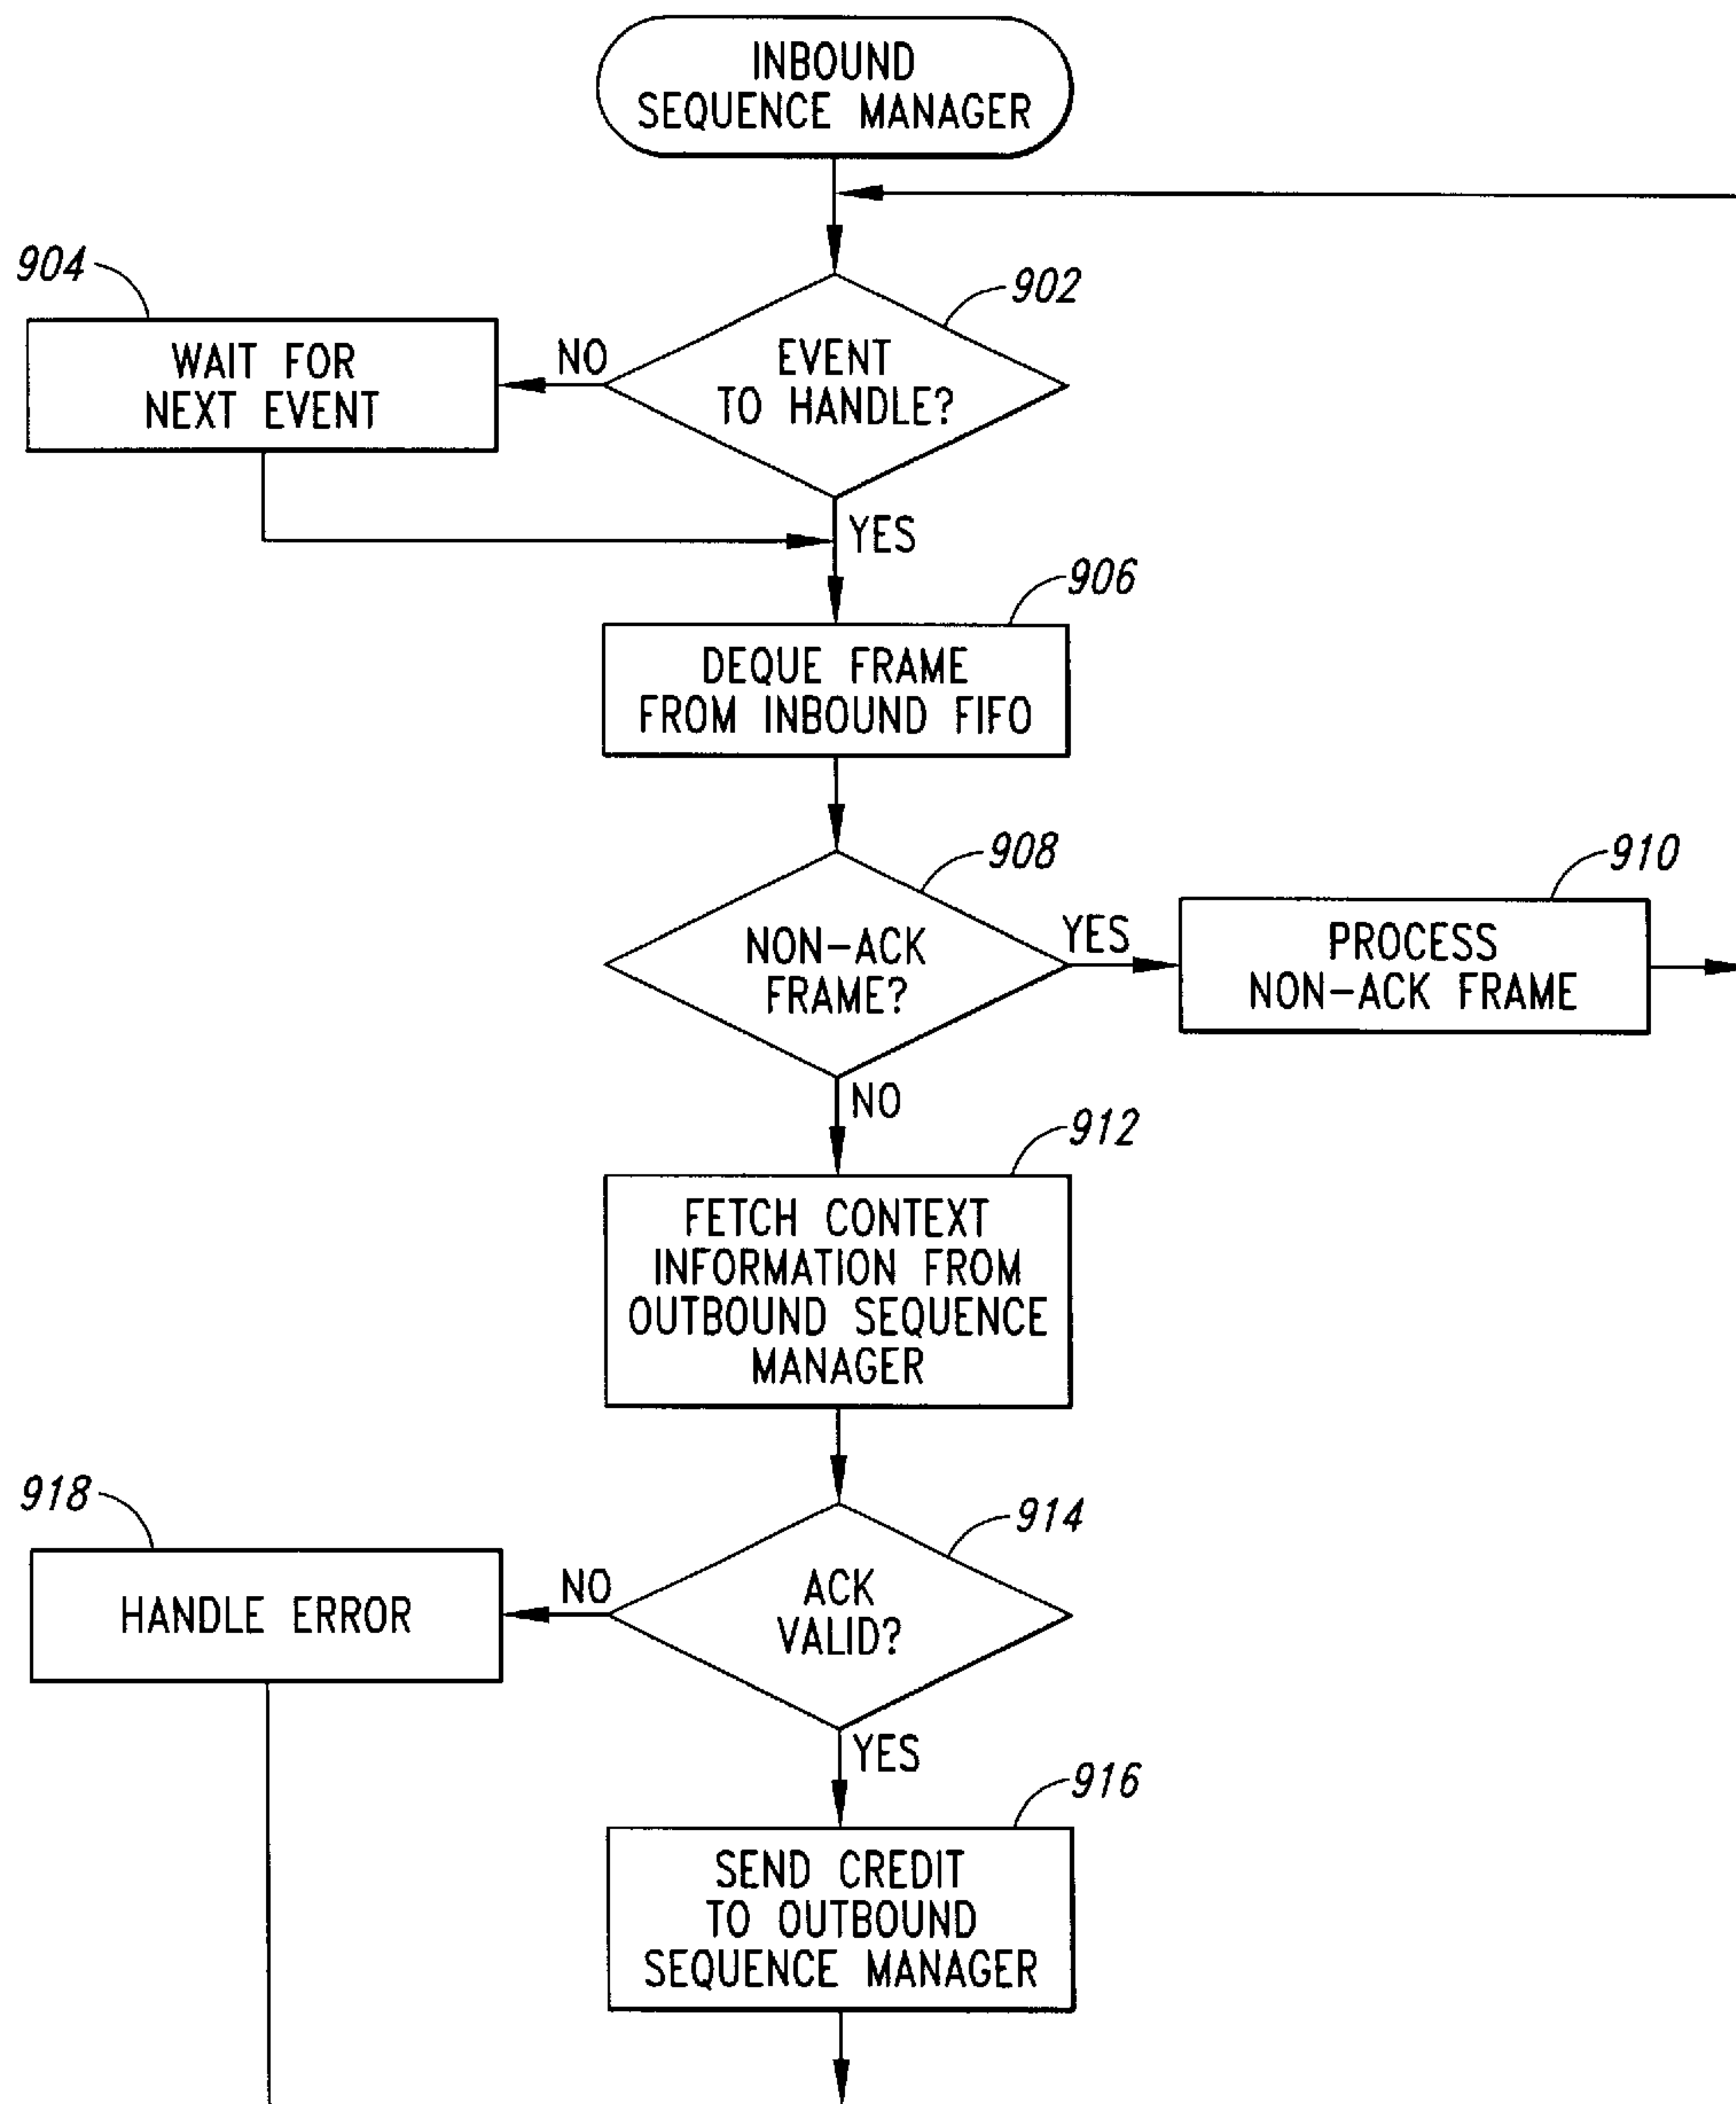 INBOUND
SEQUENCE MANAGER
904
902
WAIT FOR
NEXT EVENT
NO
EVENT
TO HANDLE?
YES
906
DEQUE FRAME
FROM INBOUND FIFO
908
910
NON-ACK
FRAME?
YES
PROCESS
NON-ACK FRAME
NO
912
FETCH CONTEXT
INFORMATION FROM
OUTBOUND SEQUENCE
MANAGER
918
914
HANDLE ERROR
NO
ACK
VALID?
YES
916
SEND CREDIT
TO OUTBOUND
SEQUENCE MANAGER